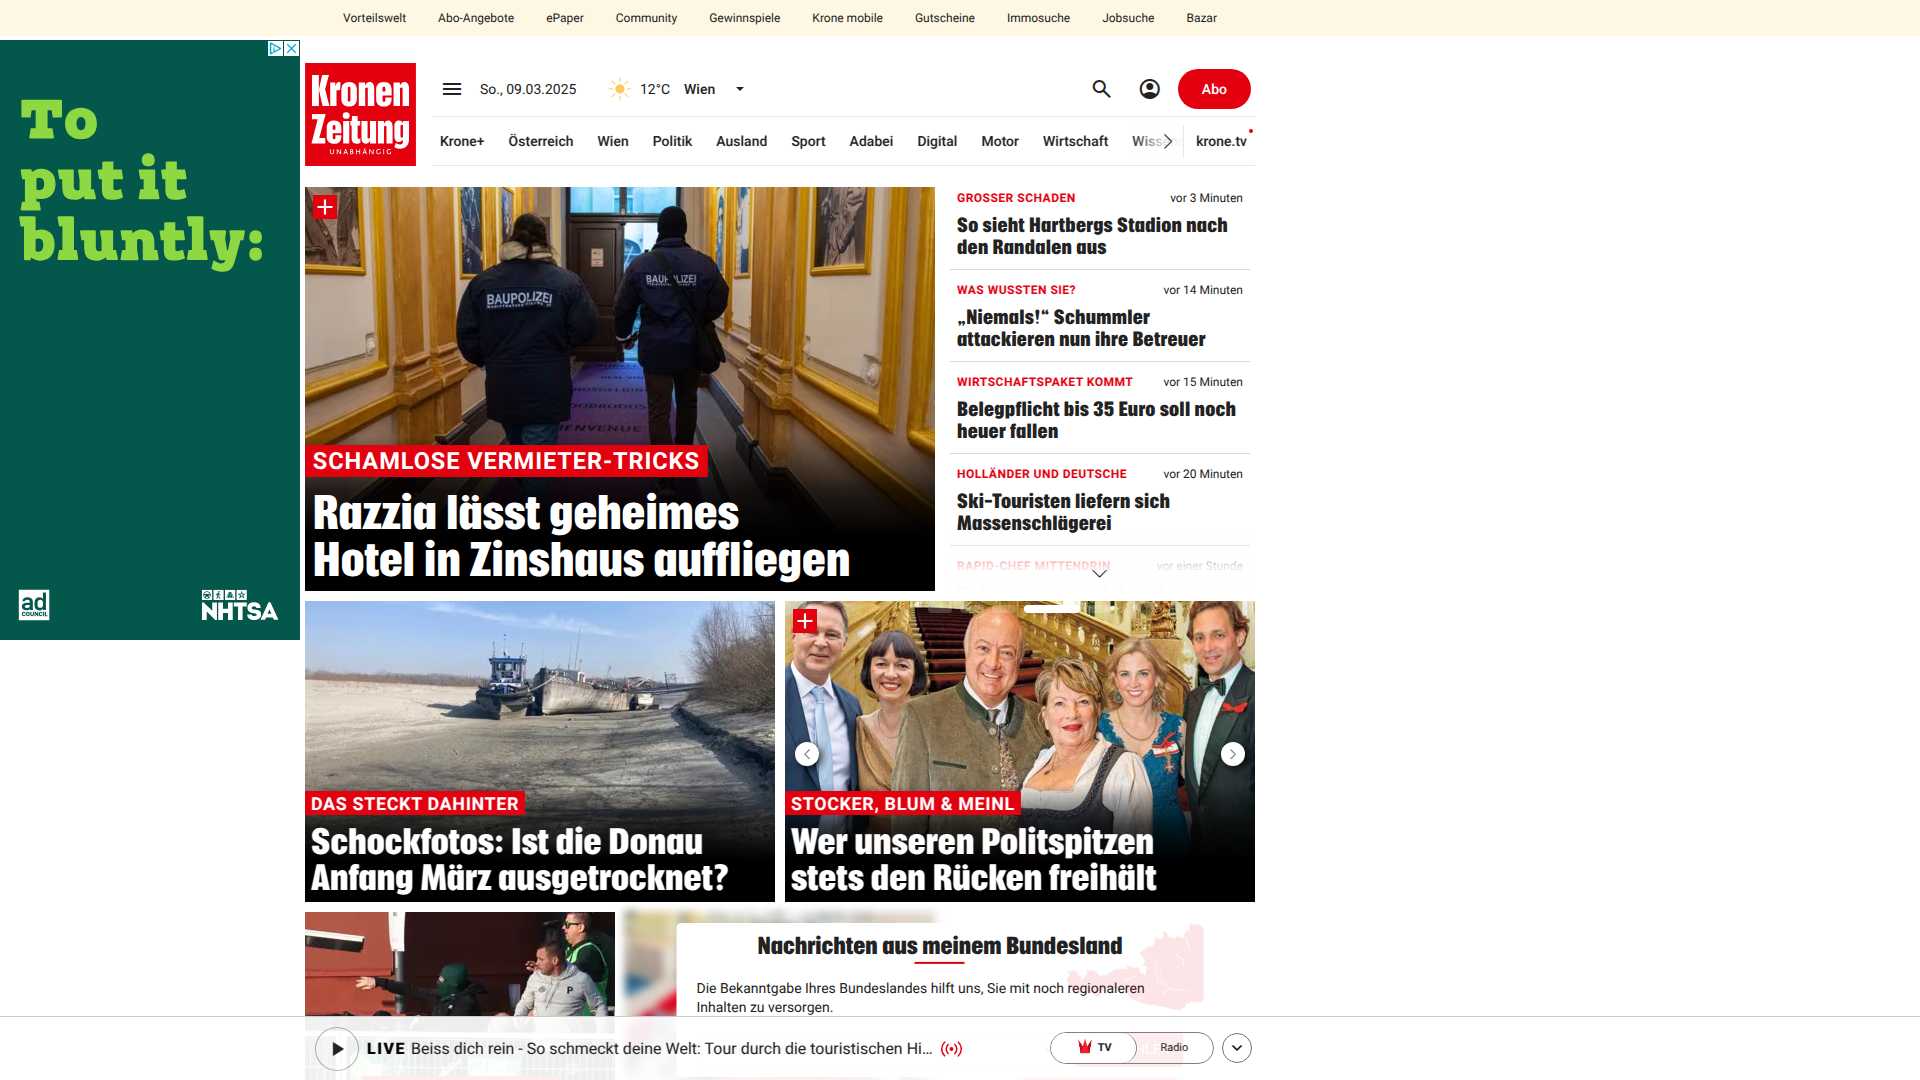 Vorteilswelt Abo-Angebote ePaper Community Gewinnspiele Krone mobile Gutscheine Immosuche Jobsuche Bazar
To
put it
bluntly:
ad
COUNCIL
NHTSA
Kronen
Zeitung
UNABHÄNGIG
So., 09.03.2025 12°C Wien
Abo
Krone+ Österreich Wien Politik Ausland Sport Adabei Digital Motor Wirtschaft krone.tv
BAUPOLIZEI
BAUPOLIZEI
SCHAMLOSE VERMIETER-TRICKS
Razzia lässt geheimes
Hotel in Zinshaus auffliegen
GROSSER SCHADEN vor 3 Minuten
So sieht Hartbergs Stadion nach
den Randalen aus
WAS WUSSTEN SIE? vor 14 Minuten
„Niemals!“ Schummler
attackieren nun ihre Betreuer
WIRTSCHAFTSPAKET KOMMT vor 15 Minuten
Belegpflicht bis 35 Euro soll noch
heuer fallen
HOLLÄNDER UND DEUTSCHE vor 20 Minuten
Ski-Touristen liefern sich
Massenschlägerei
RAPID-CHEF MITTENDRIN vor einer Stunde
DAS STECKT DAHINTER
Schockfotos: Ist die Donau
Anfang März ausgetrocknet?
STOCKER, BLUM & MEINL
Wer unseren Politspitzen
stets den Rücken freihält
Nachrichten aus meinem Bundesland
Die Bekanntgabe Ihres Bundeslandes hilft uns, Sie mit noch regionaleren
Inhalten zu versorgen.
LIVE Beiss dich rein - So schmeckt deine Welt: Tour durch die touristischen Hi...
TV Radio